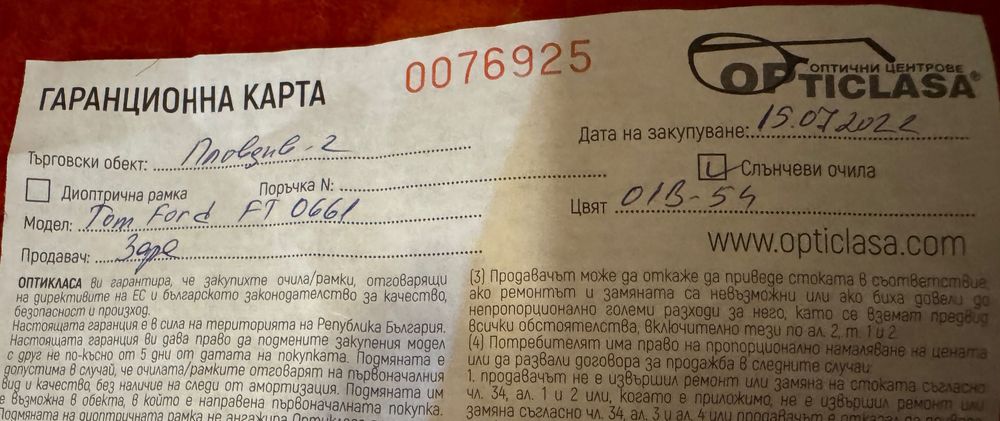 ГАРАНЦИОННА КАРТА
0076925
ОПТИЧНИ ЦЕНТРОВЕ
OPTICLASA®
Търговски обект: Пловдив-2
Дата на закупуване: 15.07.2022
Диоптрична рамка
Поръчка N:
Слънчеви очила
Модел: Tom Ford FT 0661
Цвят 01B-54
Продавач: Заре
www.opticlasa.com
ОПТИКЛАСА ви гарантира, че закупихте очила/рамки, отговарящи
на директивите на ЕС и българското законодателство за качество,
безопасност и произход.
Настоящата гаранция е в сила на територията на Република България.
Настоящата гаранция ви дава право да подмените закупения модел
с друг не по-късно от 5 дни от датата на покупката. Подмяната е
допустима в случай, че очилата/рамките отговарят на първоначалния
вид и качество, без наличие на следи от амортизация. Подмяната им
е възможна в обекта, в който е направена първоначалната покупка.
Подмяната на диоптричната рамка не ангажира
(3) Продавачът може да откаже да приведе стоката в съответствие,
ако ремонтът и замяната са невъзможни или ако биха довели до
непропорционално големи разходи за него, като се вземат предвид
всички обстоятелства, включително тези по ал. 2, т. 1 и 2.
(4) Потребителят има право на пропорционално намаляване на цената
или да развали договора за продажба в следните случаи:
1. продавачът не е извършил ремонт или замяна на стоката съгласно
чл. 34, ал. 1 и 2 или, когато е приложимо, не е извършил ремонт или
замяна съгласно чл. 34, ал. 3 и ал. 4 или продавачът е отказал да